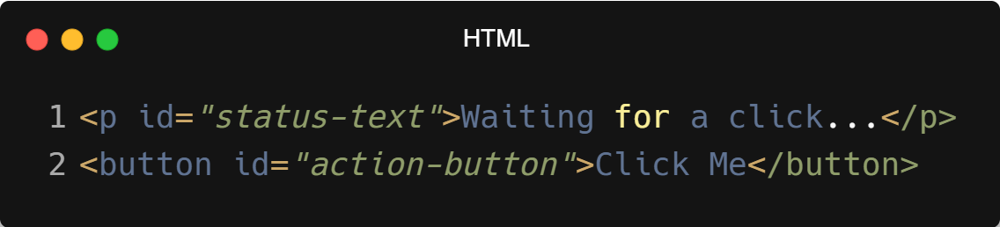 HTML
1 <p id="status-text">Waiting for a click...</p>
2 <button id="action-button">Click Me</button>